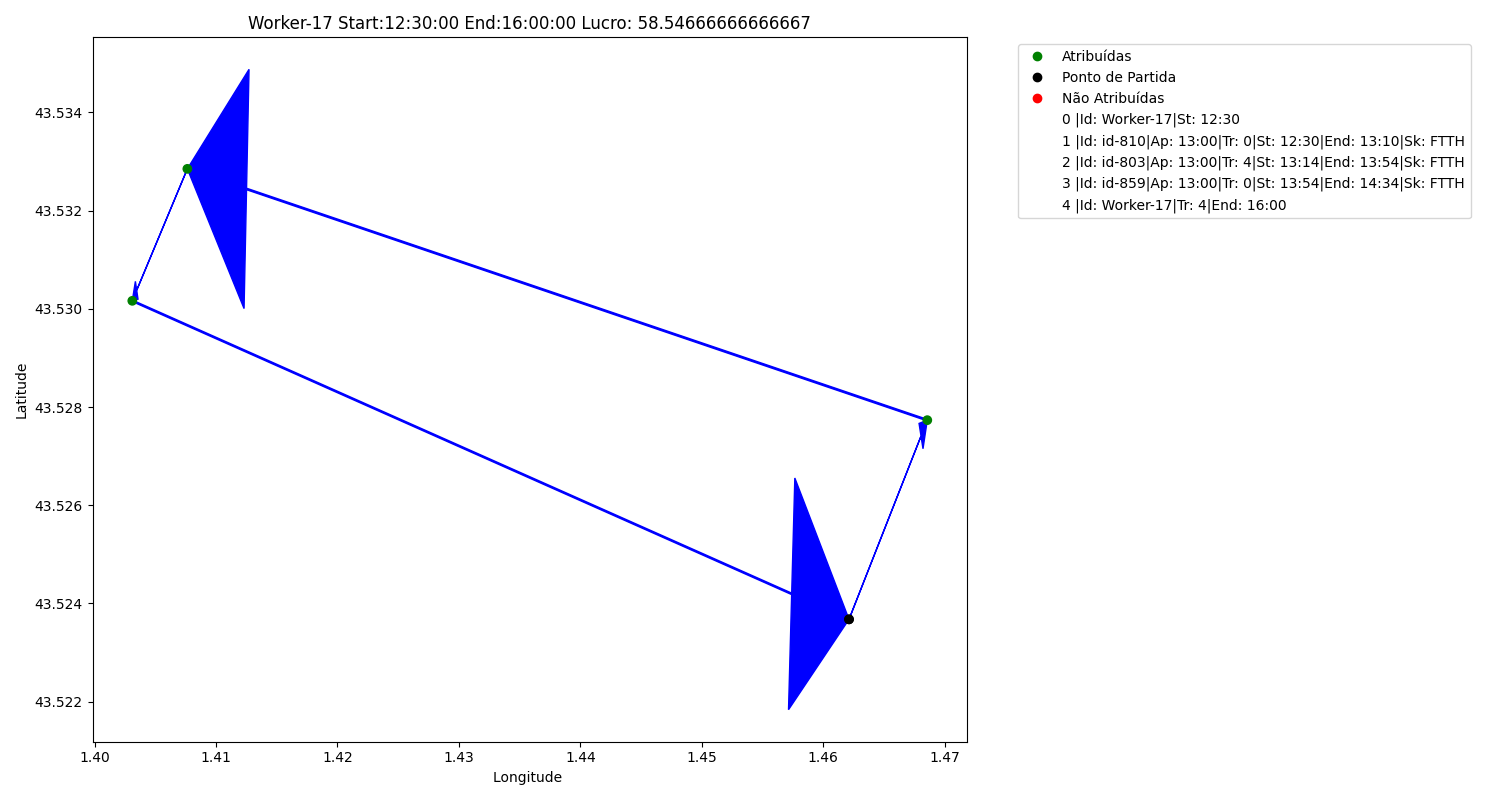 Worker-17 Start:12:30:00 End:16:00:00 Lucro: 58.54666666666667
43.534
43.532
43.530
43.528
43.526
43.524
43.522
Latitude
1.40 1.41 1.42 1.43 1.44 1.45 1.46 1.47
Longitude
Atribuídas
Ponto de Partida
Não Atribuídas
0 |Id: Worker-17|St: 12:30
1 |Id: id-810|Ap: 13:00|Tr: 0|St: 12:30|End: 13:10|Sk: FTTH
2 |Id: id-803|Ap: 13:00|Tr: 4|St: 13:14|End: 13:54|Sk: FTTH
3 |Id: id-859|Ap: 13:00|Tr: 0|St: 13:54|End: 14:34|Sk: FTTH
4 |Id: Worker-17|Tr: 4|End: 16:00